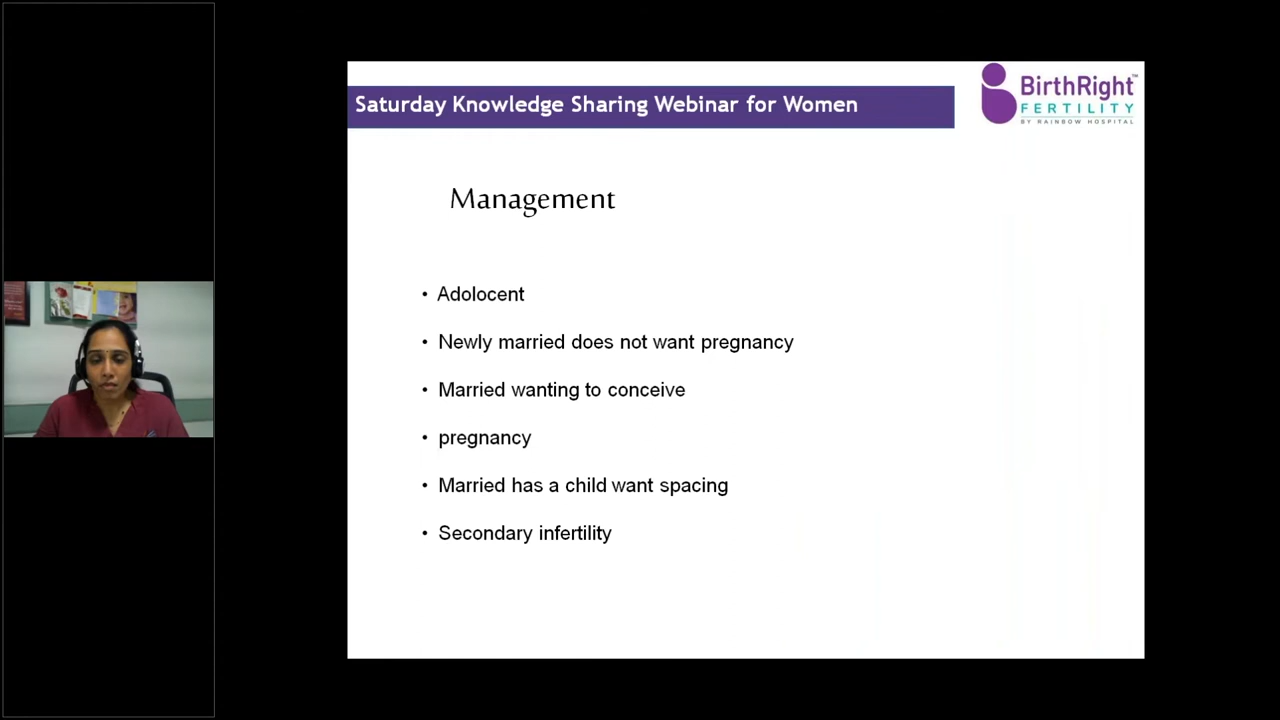 Saturday Knowledge Sharing Webinar for Women
BirthRight™
FERTILITY
BY RAINBOW HOSPITAL
Management
• Adolocent
• Newly married does not want pregnancy
• Married wanting to conceive
• pregnancy
• Married has a child want spacing
• Secondary infertility